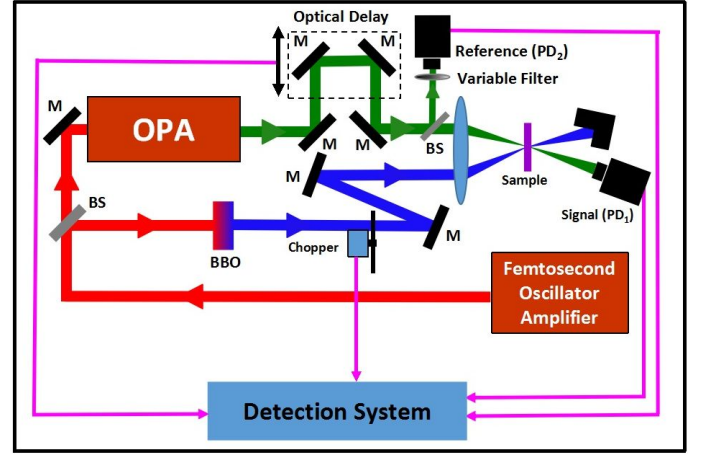 Optical Delay
M
M
Reference (PD₂)
Variable Filter
M
OPA
M
M
BS
M
Sample
Signal (PD₁)
BS
BBO
Chopper
M
Femtosecond
Oscillator
Amplifier
Detection System